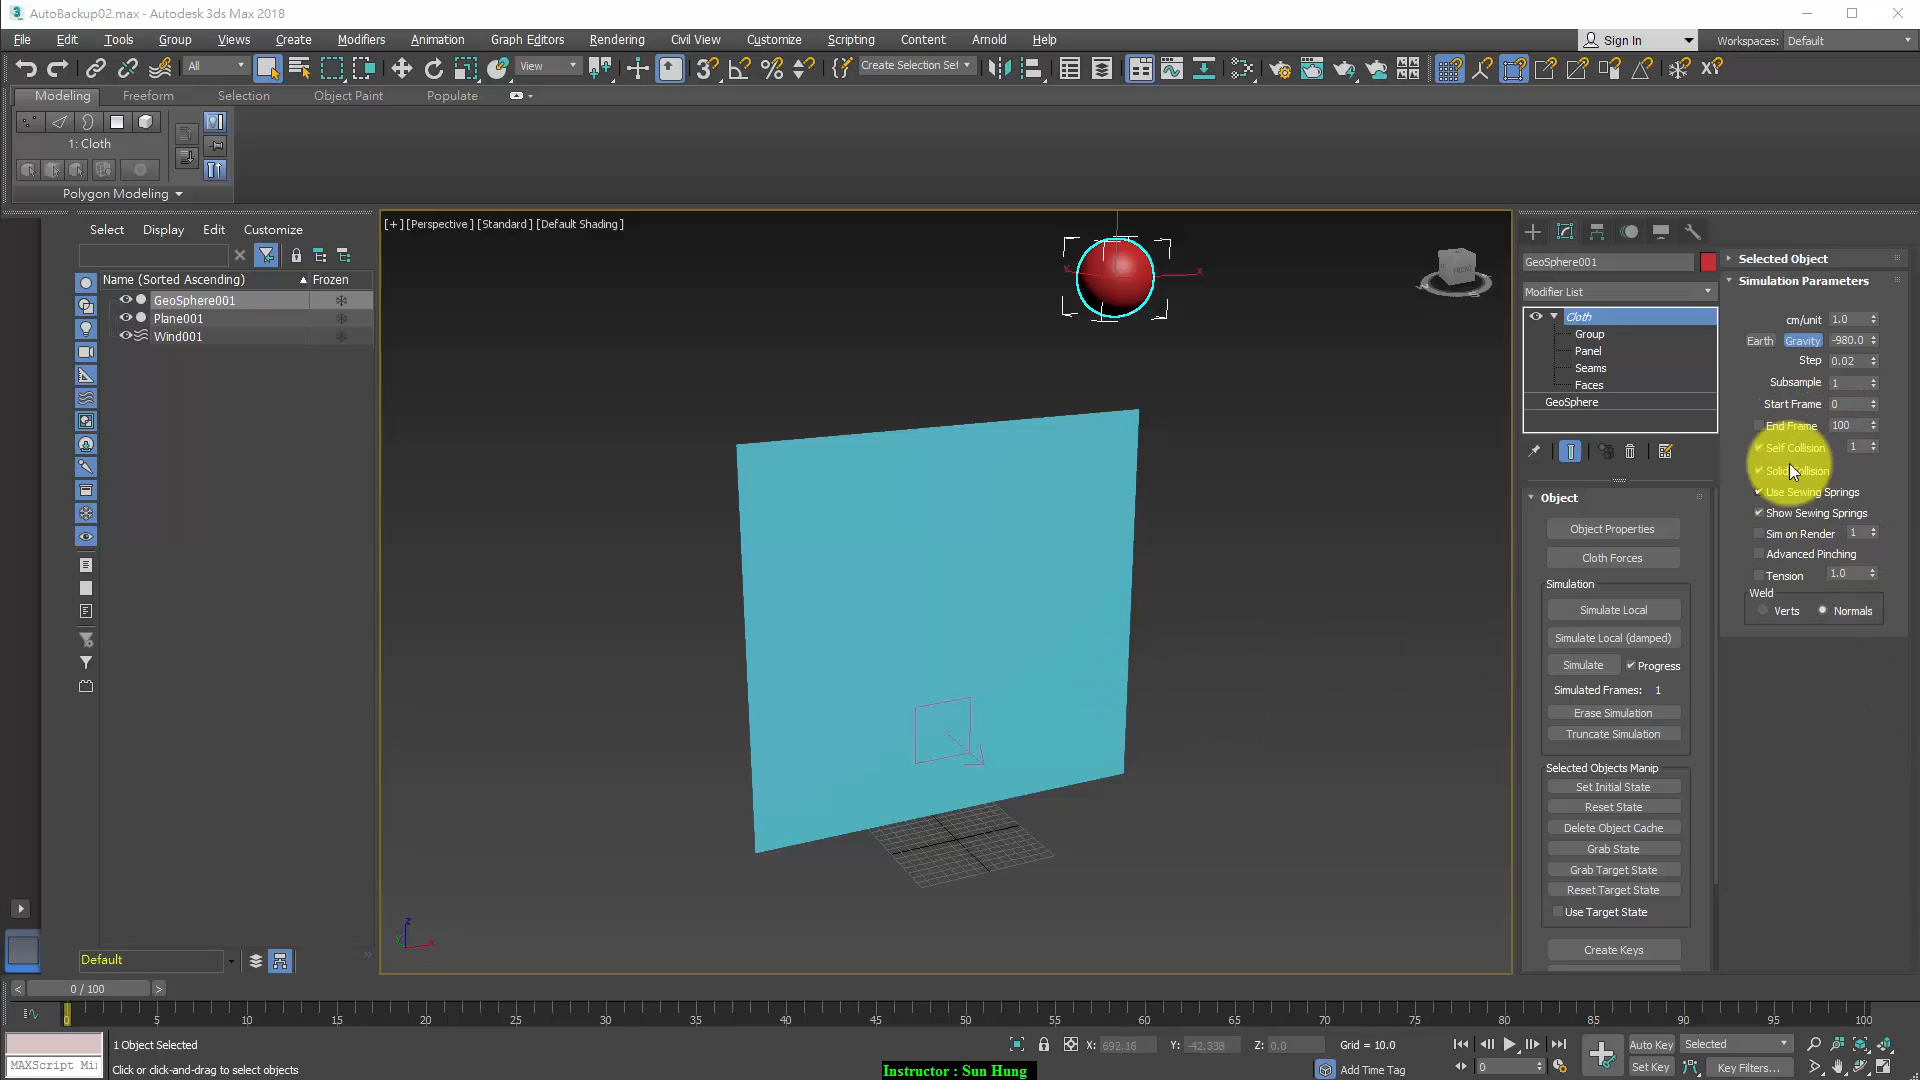 AutoBackup02.max - Autodesk 3ds Max 2018
File Edit Tools Group Views Create Modifiers Animation Graph Editors Rendering Civil View Customize Scripting Content Arnold Help
Sign In
Workspaces: Default
All
View
Create Selection Set
Modeling Freeform Selection Object Paint Populate
1: Cloth
Polygon Modeling
Select Display Edit Customize
Name (Sorted Ascending) Frozen
GeoSphere001
Plane001
Wind001
Default
[+] [Perspective] [Standard] [Default Shading]
FRONT
x
z
x
GeoSphere001
Modifier List
Cloth
Group
Panel
Seams
Faces
GeoSphere
Object
Object Properties
Cloth Forces
Simulation
Simulate Local
Simulate Local (damped)
Simulate Progress
Simulated Frames: 1
Erase Simulation
Truncate Simulation
Selected Objects Manip
Set Initial State
Reset State
Delete Object Cache
Grab State
Grab Target State
Reset Target State
Use Target State
Create Keys
Selected Object
Simulation Parameters
cm/unit 1.0
Earth Gravity -980.0
Step 0.02
Subsample 1
Start Frame 0
End Frame 100
Self Collision 1
Solid Collision
Use Sewing Springs
Show Sewing Springs
Sim on Render 1
Advanced Pinching
Tension 1.0
Weld
Verts Normals
< 0 / 100 >
0 5 10 15 20 25 30 35 40 45 50 55 60 65 70 75 80 85 90 95 100
1 Object Selected
X: 692.16 Y: -42.338 Z: 0.0 Grid = 10.0
Auto Key Selected
MAXScript Mi
Click or click-and-drag to select objects
Instructor : Sun Hung
Add Time Tag
0
Set Key
Key Filters...